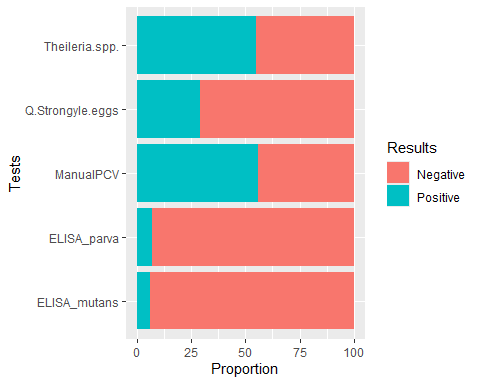 Theileria.spp.
Q.Strongyle.eggs
ManualPCV
ELISA_parva
ELISA_mutans
Tests
0
25
50
75
100
Proportion
Results
Negative
Positive